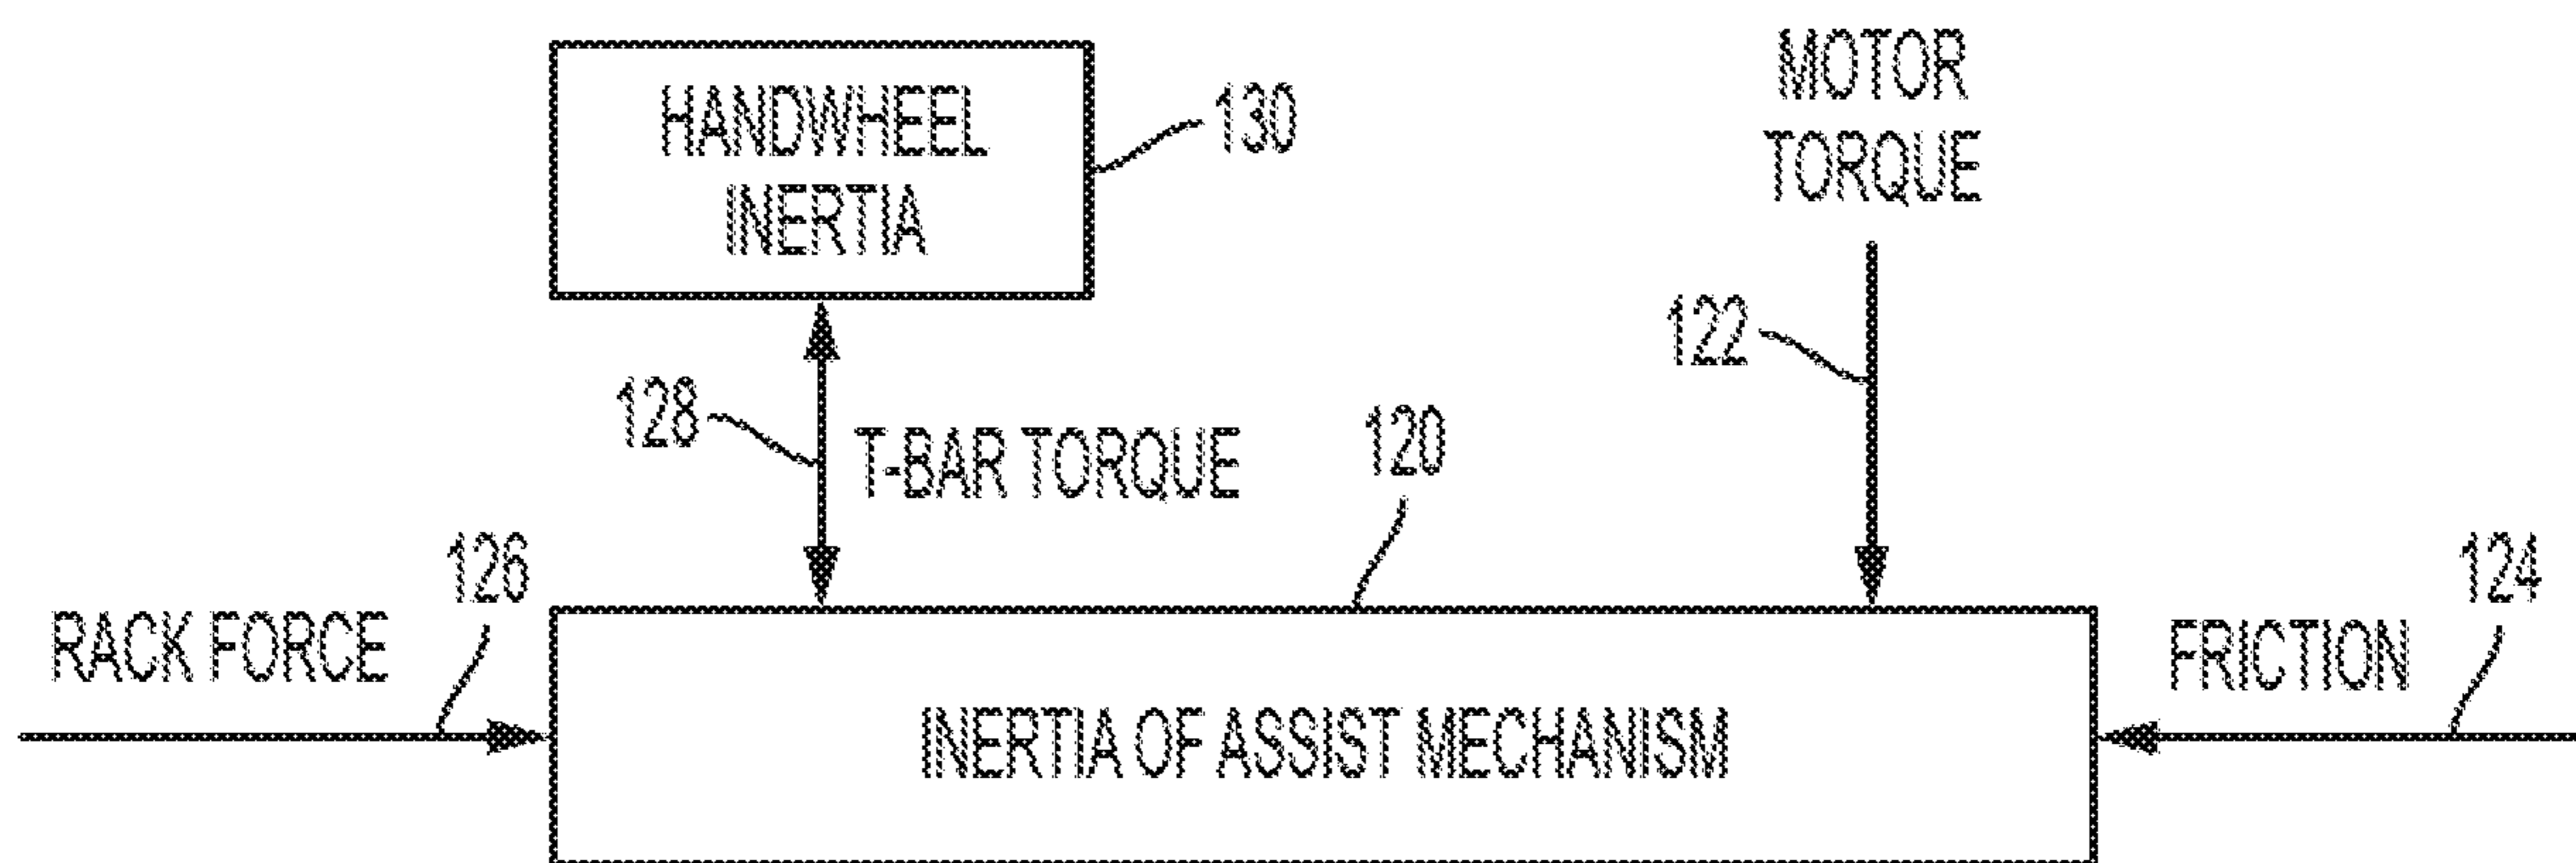 MOTOR
TORQUE
HANDWHEEL
INERTIA
130
122
128
T-BAR TORQUE
120
126
RACK FORCE
124
FRICTION
INERTIA OF ASSIST MECHANISM